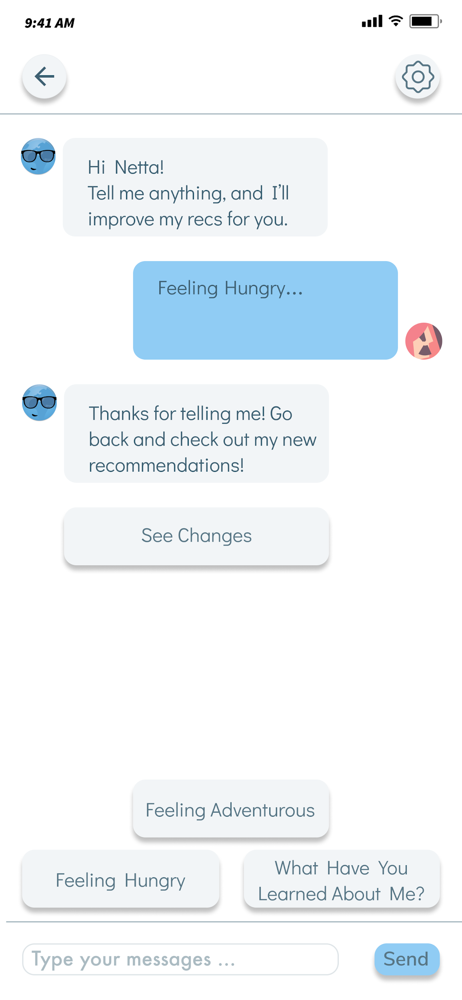 9:41 AM
Hi Netta!
Tell me anything, and I’ll
improve my recs for you.
Feeling Hungry...
Thanks for telling me! Go
back and check out my new
recommendations!
See Changes
Feeling Adventurous
Feeling Hungry
What Have You
Learned About Me?
Type your messages ...
Send